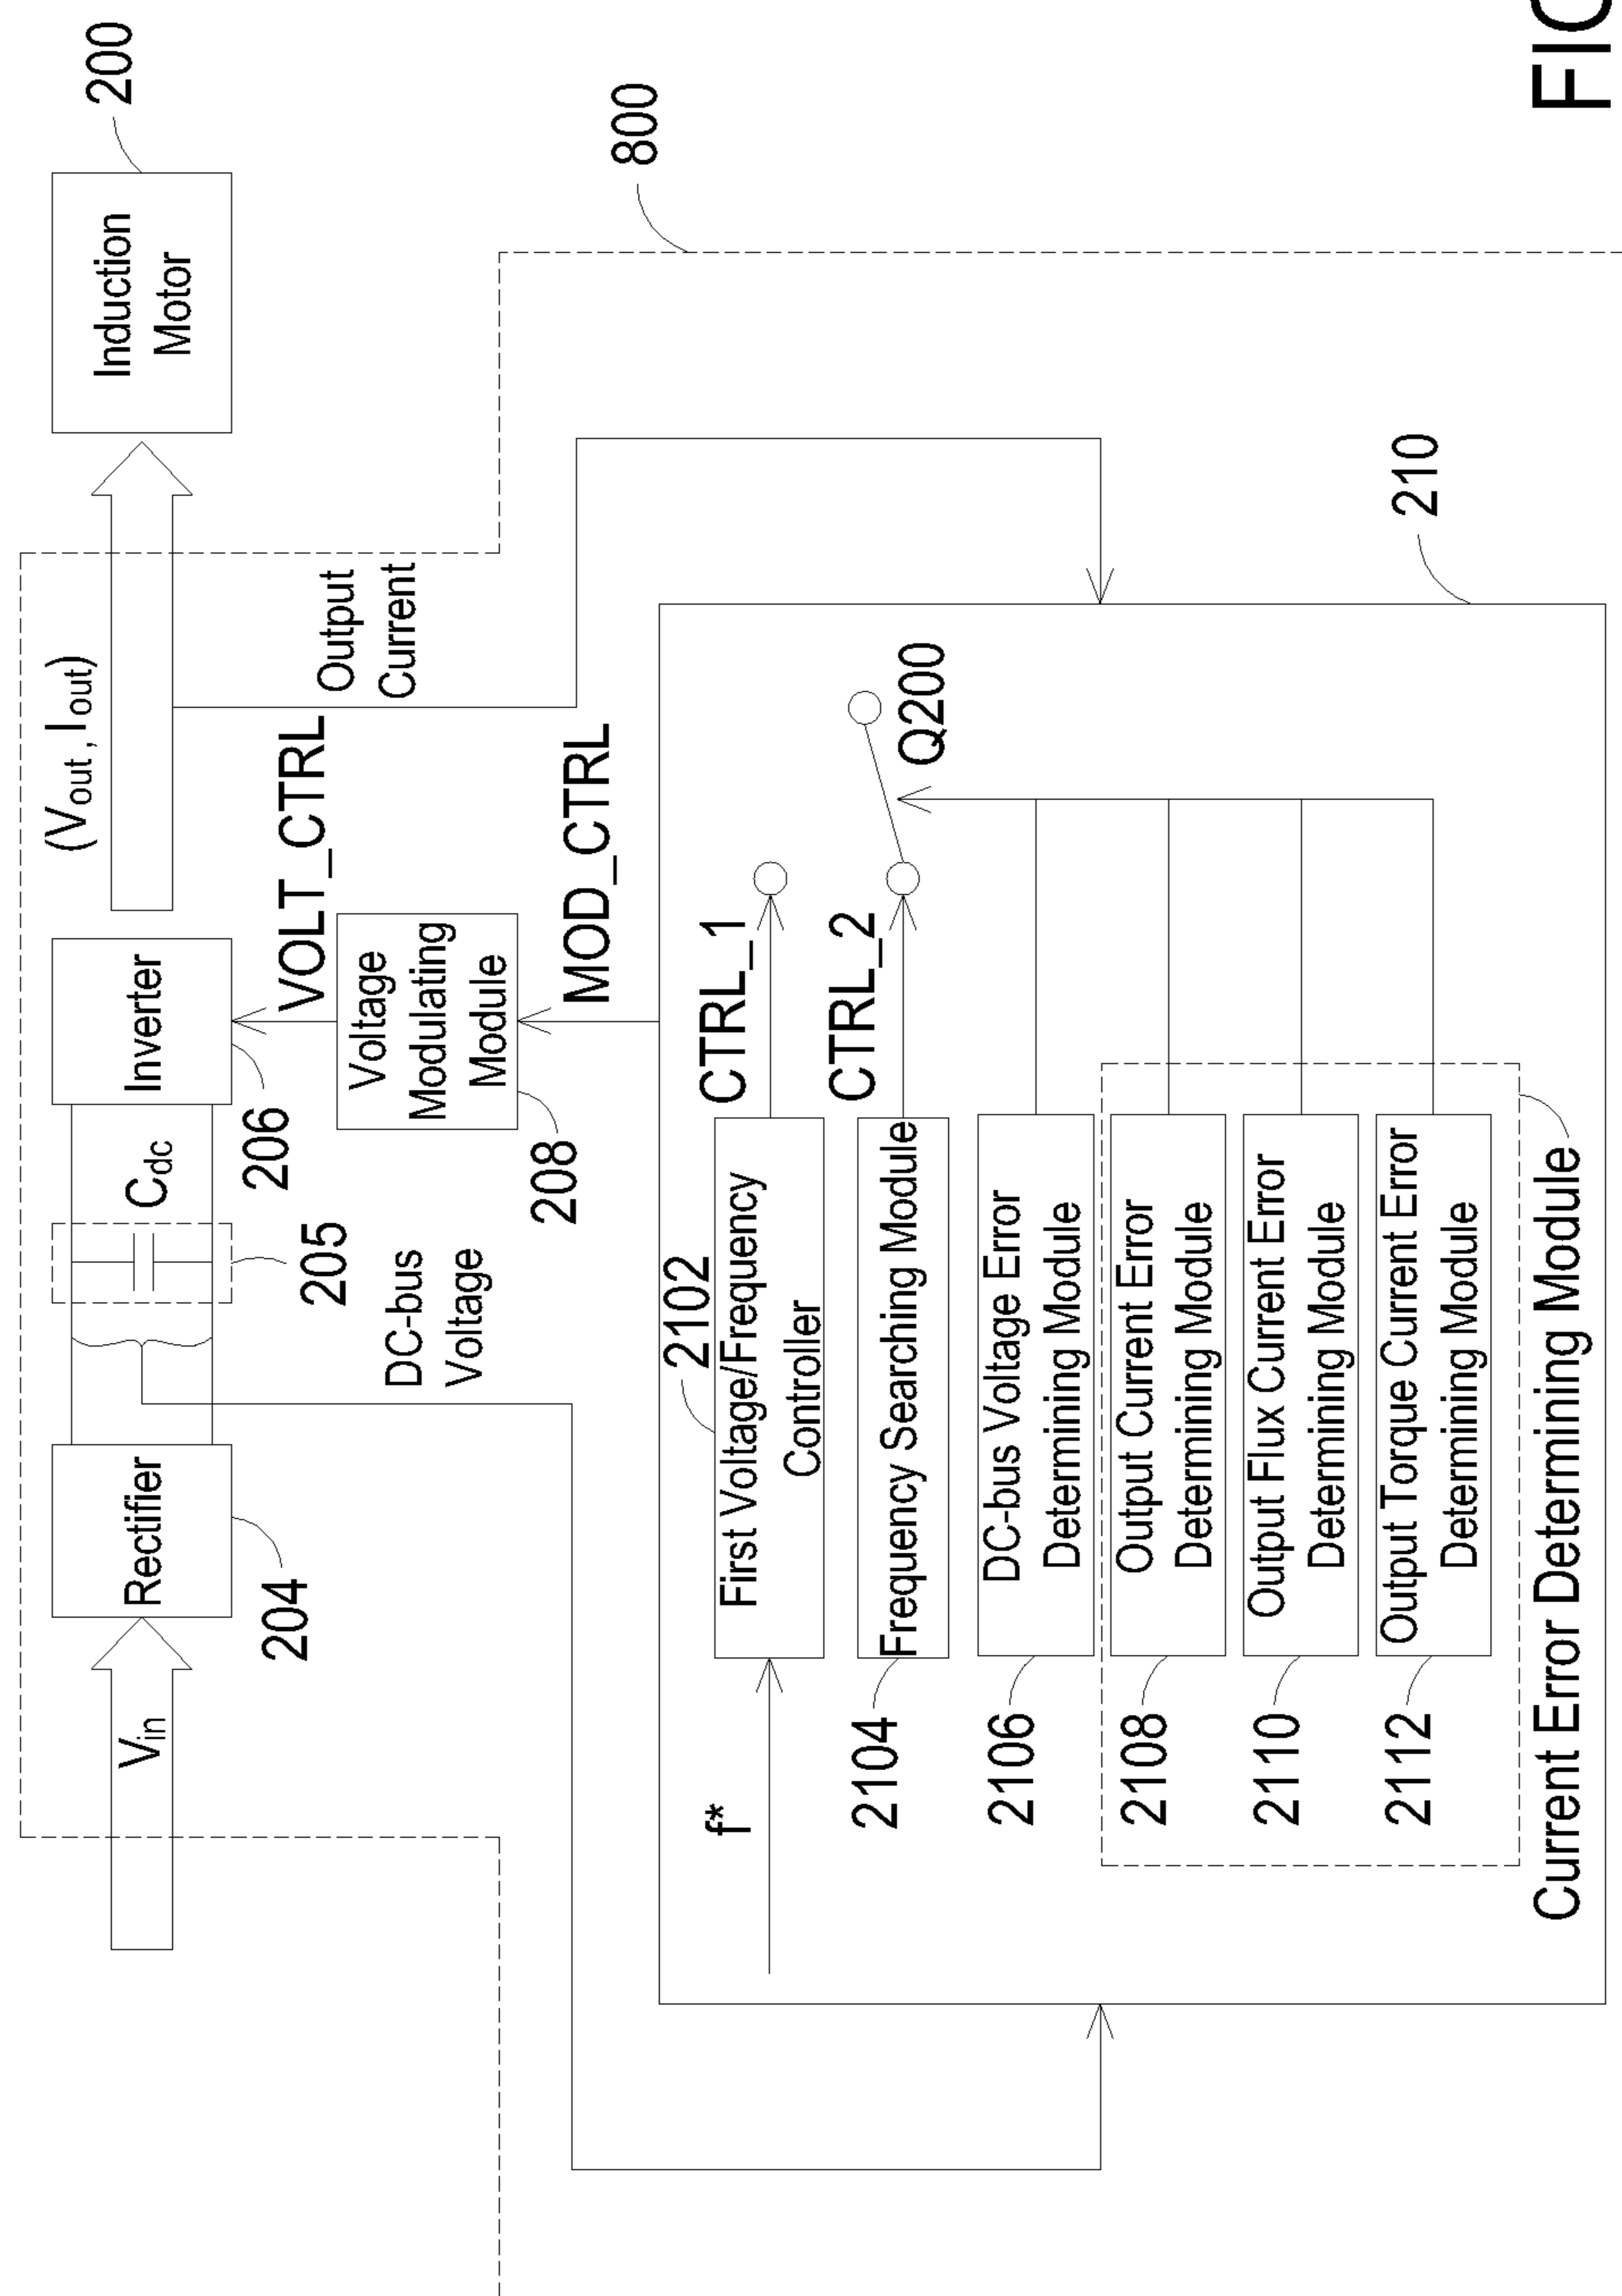 V_in
Rectifier
204
C_dc
205
Inverter
206
(V_out , I_out)
Induction
Motor
200
DC-bus
Voltage
VOLT_CTRL
Output
Current
Voltage
Modulating
Module
208
MOD_CTRL
800
210
f*
2102
First Voltage/Frequency
Controller
CTRL_1
2104
Frequency Searching Module
CTRL_2
Q200
2106
DC-bus Voltage Error
Determining Module
2108
Output Current Error
Determining Module
2110
Output Flux Current Error
Determining Module
2112
Output Torque Current Error
Determining Module
Current Error Determining Module